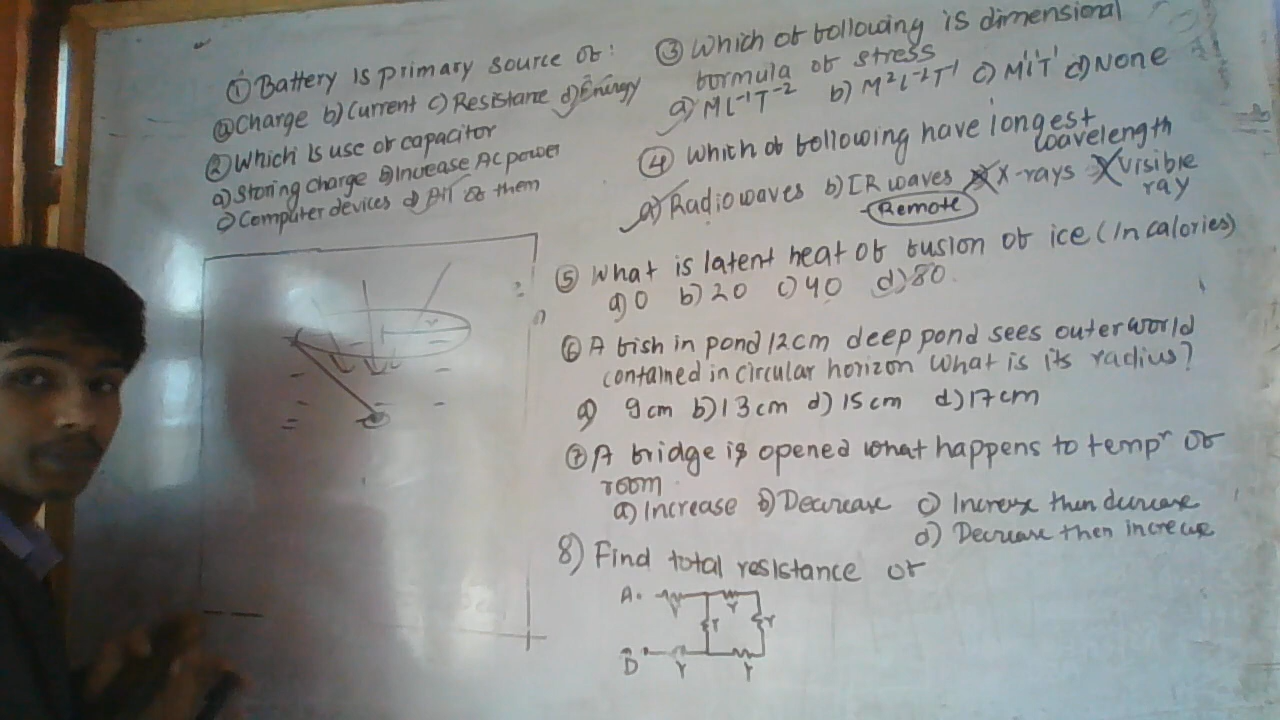 ① Battery is primary source of:
a) Charge b) Current c) Resistane d) Energy
② Which is use of capacitor
a) Storing charge b) Increase AC power
c) Computer devices d) All of them
③ Which of following is dimensional
formula of stress
a) ML⁻¹T⁻² b) M²L⁻²T⁻¹ c) M¹L¹T¹ d) None
④ Which of following have longest
wavelength
a) Radio waves b) IR waves X-rays visible
ray
Remote
⑤ What is latent heat of fusion of ice (In calories)
a) 0 b) 20 c) 40 d) 80.
⑥ A fish in pond 12cm deep pond sees outer world
contained in circular horizon what is its radius?
a) 9cm b) 13cm d) 15cm d) 17cm
⑦ A fridge is opened what happens to tempʳ of
room
a) Increase b) Decrease c) Increase then decrease
d) Decrease then increase
8) Find total resistance of
A r r
r r
B r r